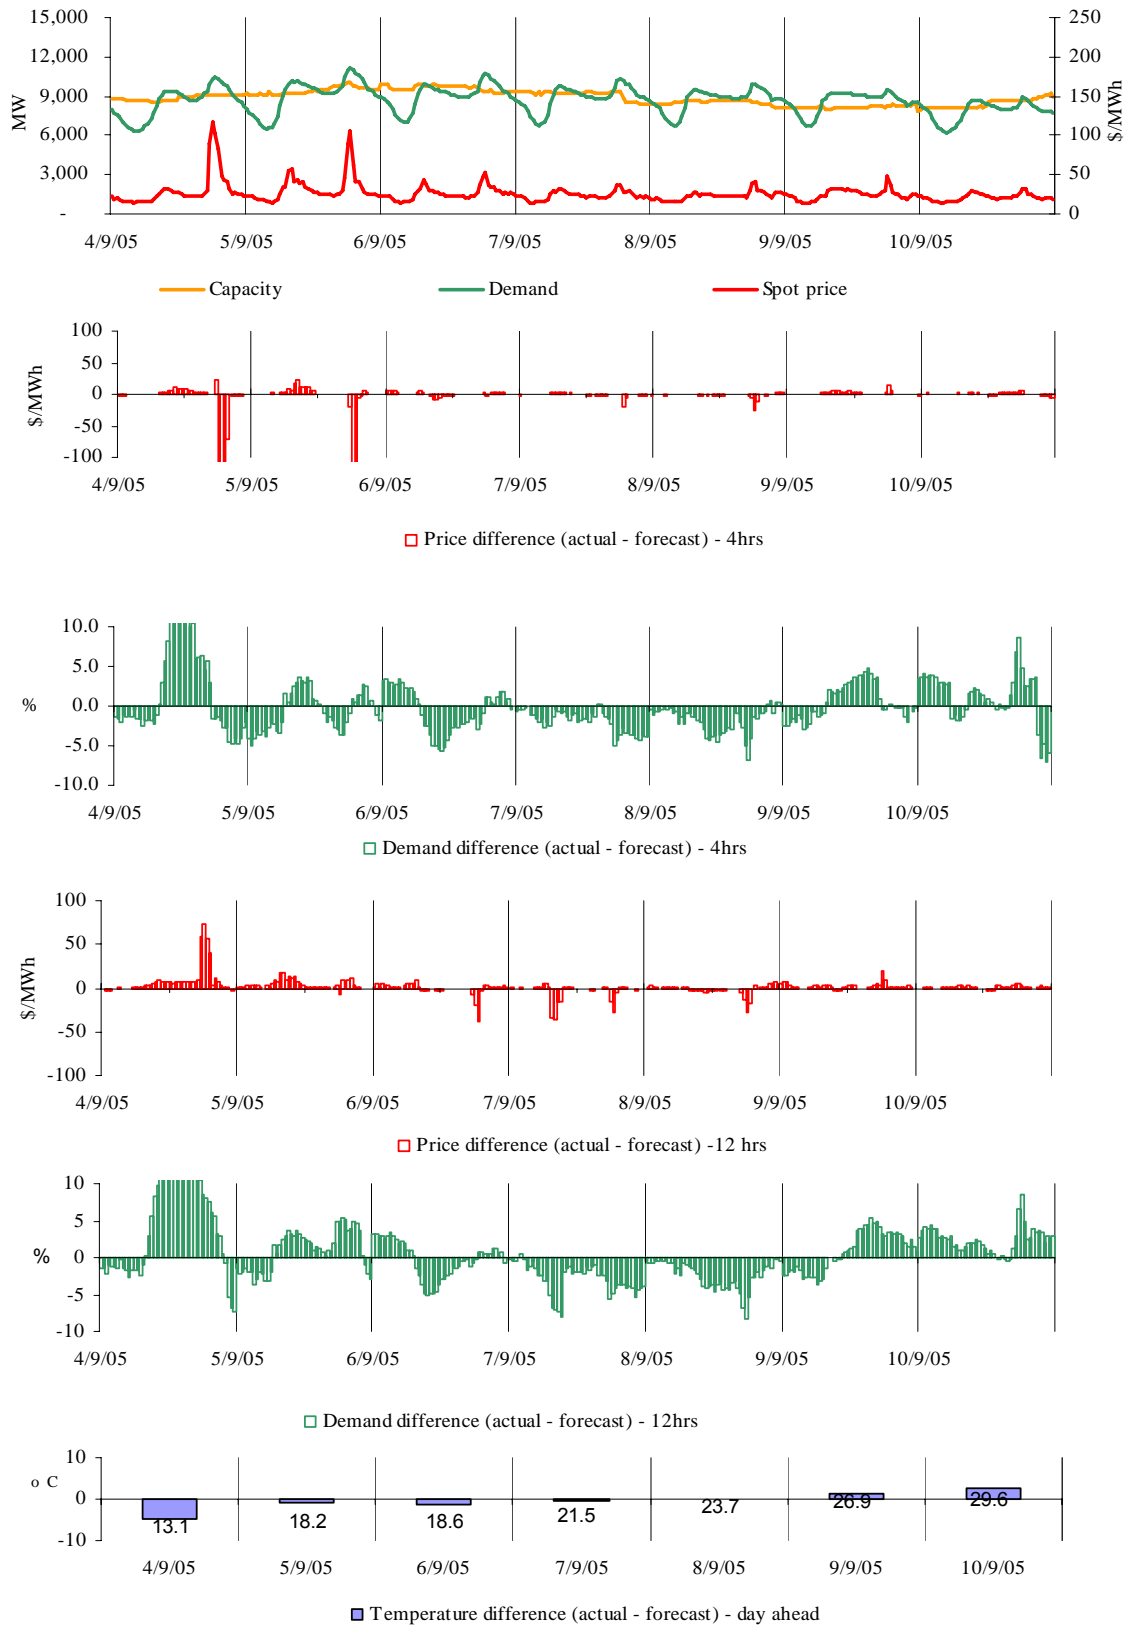 15,000 250
12,000 200
9,000 150
6,000 100
3,000 50
- 0
MW
$/MWh
4/9/05 5/9/05 6/9/05 7/9/05 8/9/05 9/9/05 10/9/05
Capacity Demand Spot price
100
50
0
-50
-100
$/MWh
4/9/05 5/9/05 6/9/05 7/9/05 8/9/05 9/9/05 10/9/05
Price difference (actual - forecast) - 4hrs
10.0
5.0
0.0
-5.0
-10.0
%
4/9/05 5/9/05 6/9/05 7/9/05 8/9/05 9/9/05 10/9/05
Demand difference (actual - forecast) - 4hrs
100
50
0
-50
-100
$/MWh
4/9/05 5/9/05 6/9/05 7/9/05 8/9/05 9/9/05 10/9/05
Price difference (actual - forecast) -12 hrs
10
5
0
-5
-10
%
4/9/05 5/9/05 6/9/05 7/9/05 8/9/05 9/9/05 10/9/05
Demand difference (actual - forecast) - 12hrs
10
0
-10
o C
13.1 18.2 18.6 21.5 23.7 26.9 29.6
4/9/05 5/9/05 6/9/05 7/9/05 8/9/05 9/9/05 10/9/05
Temperature difference (actual - forecast) - day ahead